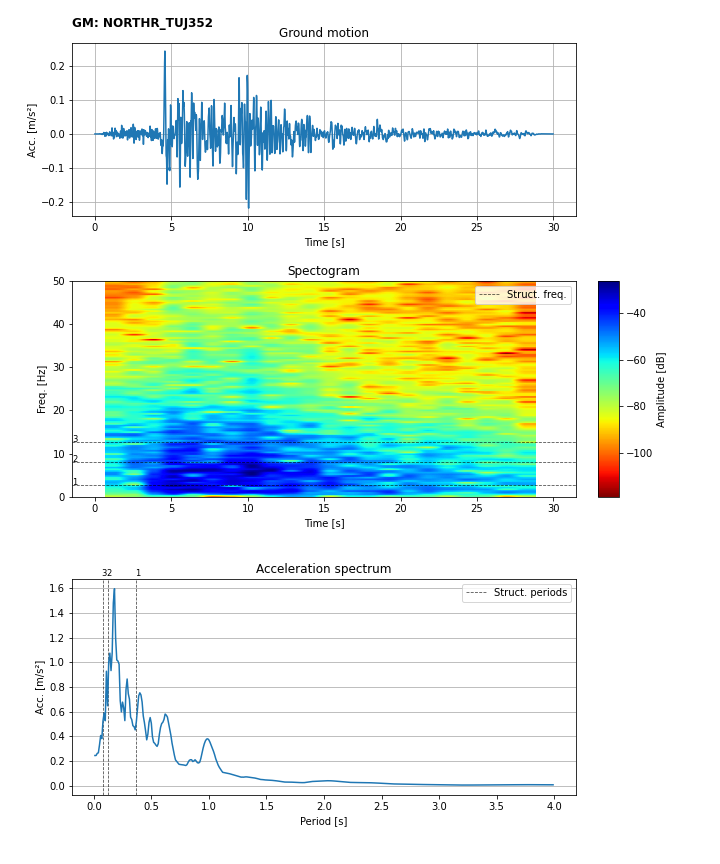 GM: NORTHR_TUJ352
Ground motion
0.2
0.1
0.0
−0.1
−0.2
Acc. [m/s²]
0 5 10 15 20 25 30
Time [s]
Spectogram
50
40
30
20
10
0
Freq. [Hz]
3
2
1
Struct. freq.
0 5 10 15 20 25 30
Time [s]
−40
−60
−80
−100
Amplitude [dB]
Acceleration spectrum
32 1
1.6
1.4
1.2
1.0
0.8
0.6
0.4
0.2
0.0
Acc. [m/s²]
Struct. periods
0.0 0.5 1.0 1.5 2.0 2.5 3.0 3.5 4.0
Period [s]